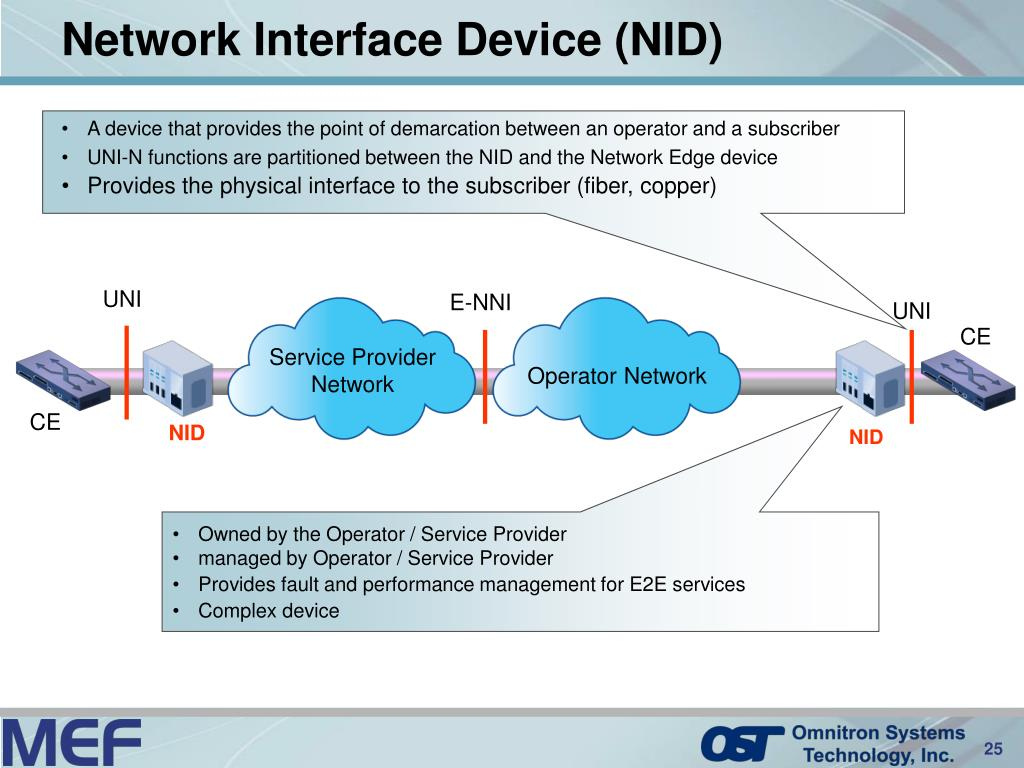 Network Interface Device (NID)
• A device that provides the point of demarcation between an operator and a subscriber
• UNI-N functions are partitioned between the NID and the Network Edge device
• Provides the physical interface to the subscriber (fiber, copper)
UNI
E-NNI
UNI
CE
Service Provider
Network
Operator Network
CE
NID
NID
• Owned by the Operator / Service Provider
• managed by Operator / Service Provider
• Provides fault and performance management for E2E services
• Complex device
MEF
OST
Omnitron Systems
Technology, Inc.
25